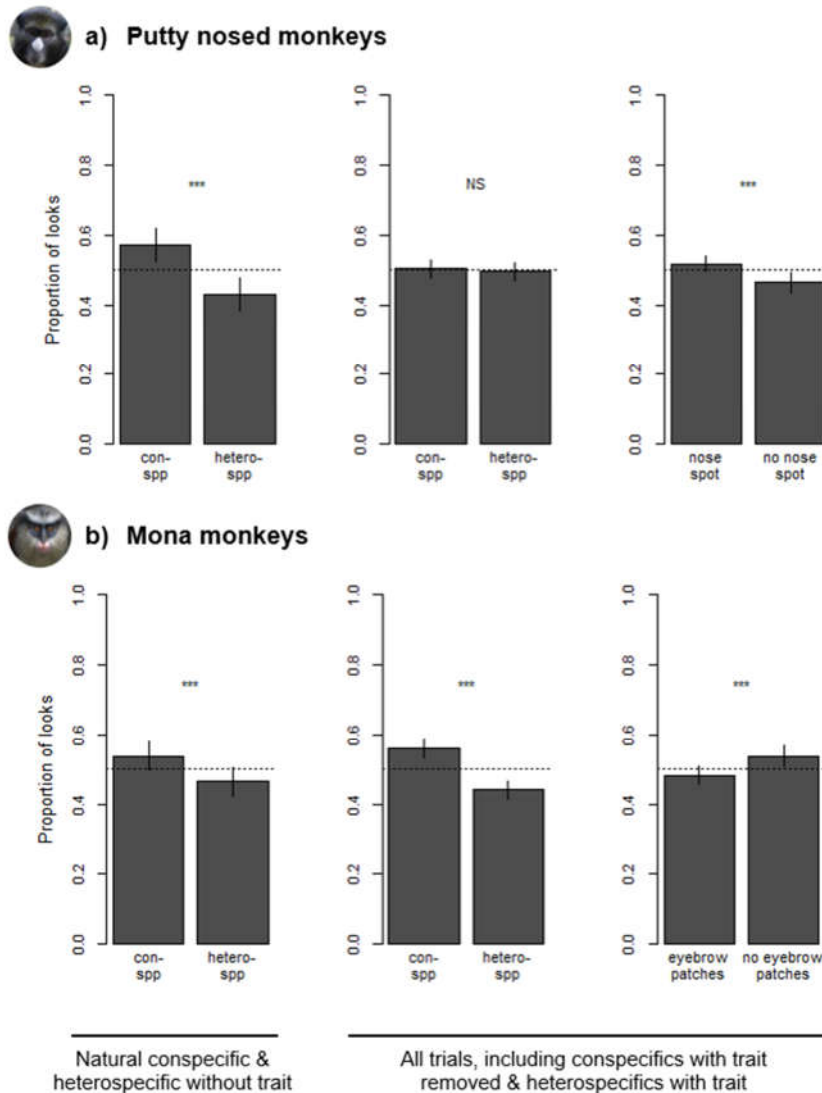 a) Putty nosed monkeys
Proportion of looks
0.0 0.2 0.4 0.6 0.8 1.0
***
con-
spp
hetero-
spp
0.0 0.2 0.4 0.6 0.8 1.0
NS
con-
spp
hetero-
spp
0.0 0.2 0.4 0.6 0.8 1.0
***
nose
spot
no nose
spot
b) Mona monkeys
Proportion of looks
0.0 0.2 0.4 0.6 0.8 1.0
***
con-
spp
hetero-
spp
0.0 0.2 0.4 0.6 0.8 1.0
***
con-
spp
hetero-
spp
0.0 0.2 0.4 0.6 0.8 1.0
***
eyebrow
patches
no eyebrow
patches
Natural conspecific &
heterospecific without trait
All trials, including conspecifics with trait
removed & heterospecifics with trait